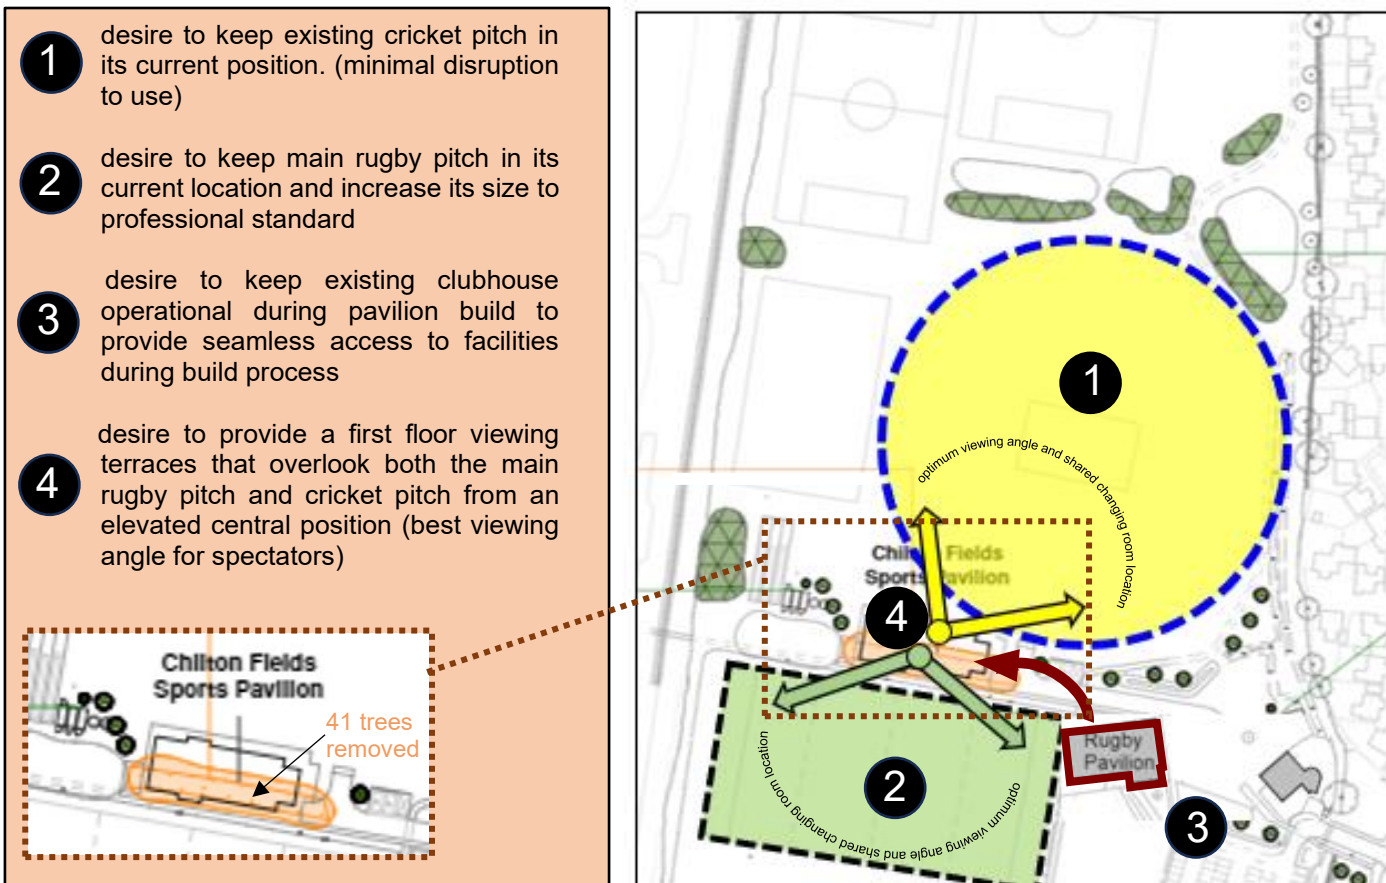 1
desire to keep existing cricket pitch in
its current position. (minimal disruption
to use)
2
desire to keep main rugby pitch in its
current location and increase its size to
professional standard
3
desire to keep existing clubhouse
operational during pavilion build to
provide seamless access to facilities
during build process
4
desire to provide a first floor viewing
terraces that overlook both the main
rugby pitch and cricket pitch from an
elevated central position (best viewing
angle for spectators)
Chilton Fields
Sports Pavilion
41 trees
removed
1
optimum viewing angle and shared changing room location
Chilton Fields
Sports Pavilion
4
Rugby
Pavilion
2
optimum viewing angle and shared changing room location
3